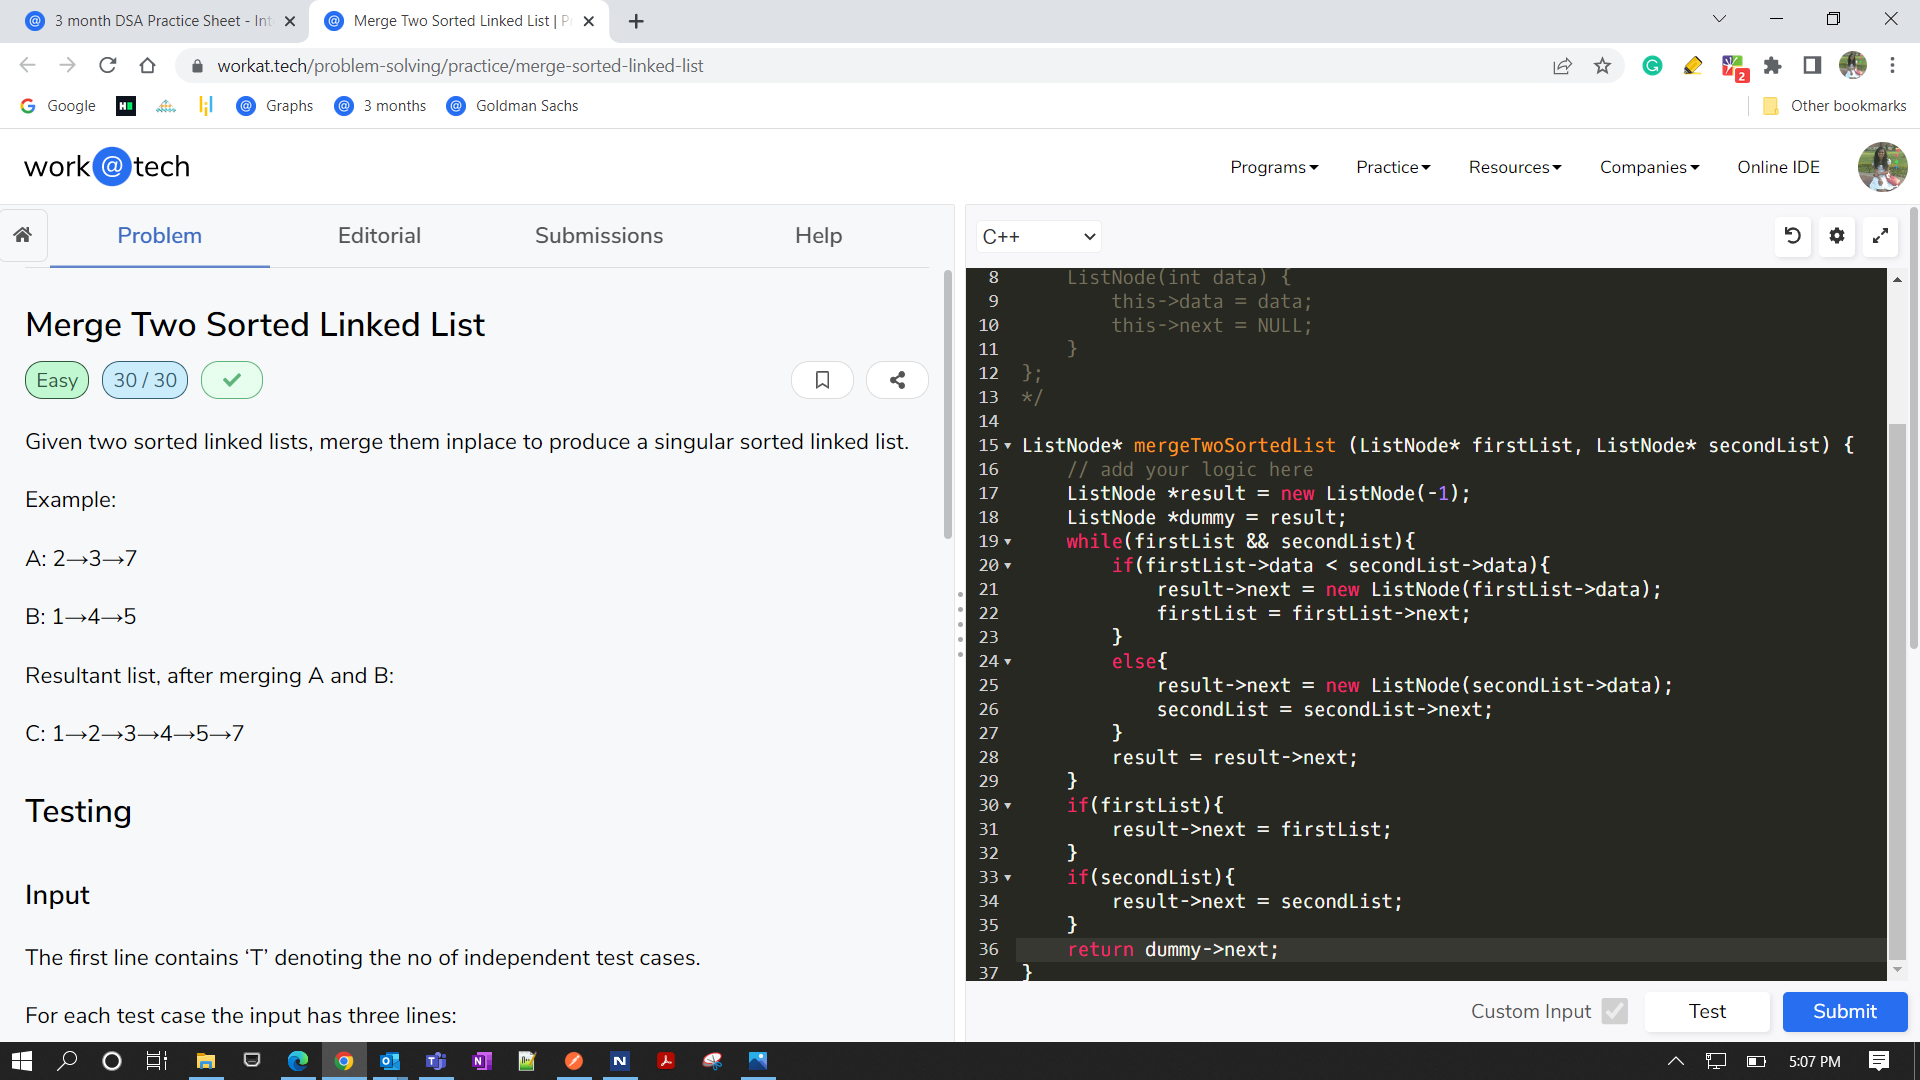 3 month DSA Practice Sheet - Int
Merge Two Sorted Linked List | P
workat.tech/problem-solving/practice/merge-sorted-linked-list
2
Google
Graphs
3 months
Goldman Sachs
Other bookmarks
work@tech
Programs
Practice
Resources
Companies
Online IDE
Problem
Editorial
Submissions
Help
Merge Two Sorted Linked List
Easy
30 / 30
Given two sorted linked lists, merge them inplace to produce a singular sorted linked list.
Example:
A: 2→3→7
B: 1→4→5
Resultant list, after merging A and B:
C: 1→2→3→4→5→7
Testing
Input
The first line contains ‘T’ denoting the no of independent test cases.
For each test case the input has three lines:
C++
8 ListNode(int data) {
9 this->data = data;
10 this->next = NULL;
11 }
12 };
13 */
14
15 ListNode* mergeTwoSortedList (ListNode* firstList, ListNode* secondList) {
16 // add your logic here
17 ListNode *result = new ListNode(-1);
18 ListNode *dummy = result;
19 while(firstList && secondList){
20 if(firstList->data < secondList->data){
21 result->next = new ListNode(firstList->data);
22 firstList = firstList->next;
23 }
24 else{
25 result->next = new ListNode(secondList->data);
26 secondList = secondList->next;
27 }
28 result = result->next;
29 }
30 if(firstList){
31 result->next = firstList;
32 }
33 if(secondList){
34 result->next = secondList;
35 }
36 return dummy->next;
37 }
Custom Input
Test
Submit
5:07 PM